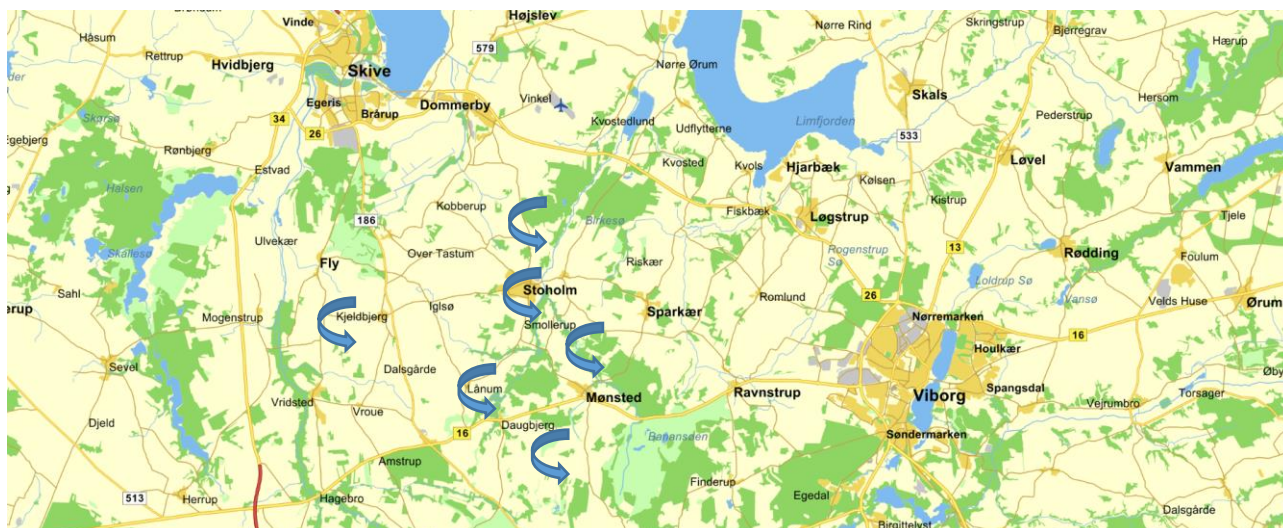 Vinde
Højslev
Nørre Rind
Skringstrup
Bjerregrav
Håsum
Rettrup
Hvidbjerg
Skive
579
Hærup
Nørre Ørum
Egeris
Brårup
Dommerby
Vinkel
Skals
Hersom
Skørsø
34
26
Kvostedlund
Udflytterne
Limfjorden
533
Pederstrup
Egebjerg
Rønbjerg
Estvad
Kvosted
Kvols
Hjarbæk
Løvel
Vammen
Halsen
Kølsen
Kistrup
186
Kobberup
Birkesø
Fiskbæk
Løgstrup
Tjele
Skallesø
Ulvekær
Fly
Over Tastum
Riskær
Rogenstrup
Sø
13
Rødding
Foulum
Sahl
Stoholm
Romlund
26
Loldrup Sø
Vansø
Velds Huse
Ørum
erup
Mogenstrup
Kjeldbjerg
Iglsø
Smollerup
Sparkær
Nørremarken
16
Houlkær
Sevel
Dalsgårde
Lånum
Mønsted
Ravnstrup
Viborg
Spangsdal
Torsager
Øby
Djeld
Vridsted
Vroue
16
Daugbjerg
Vejrumbro
Søndermarken
Amstrup
513
Herrup
Hagebro
Finderup
Egedal
Birgittelyst
Dalsgårde